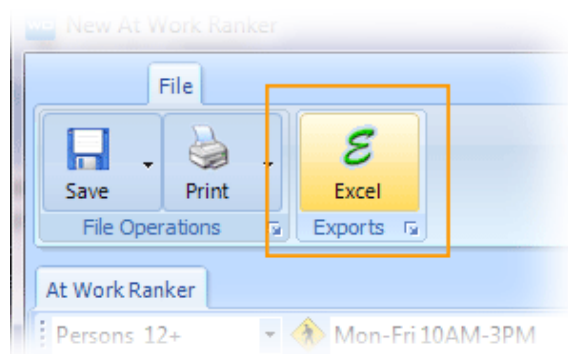 New At Work Ranker
File
Save
Print
Excel
File Operations
Exports
At Work Ranker
Persons 12+
Mon-Fri 10AM-3PM